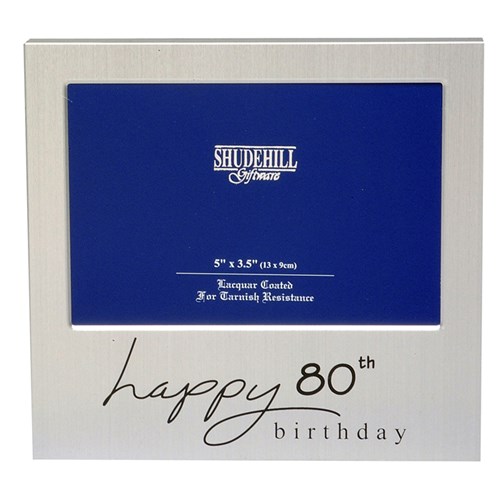 SHUDEHILL
Giftware
5" x 3.5" (13 x 9cm)
Lacquar Coated
For Tarnish Resistance
happy 80th
birthday